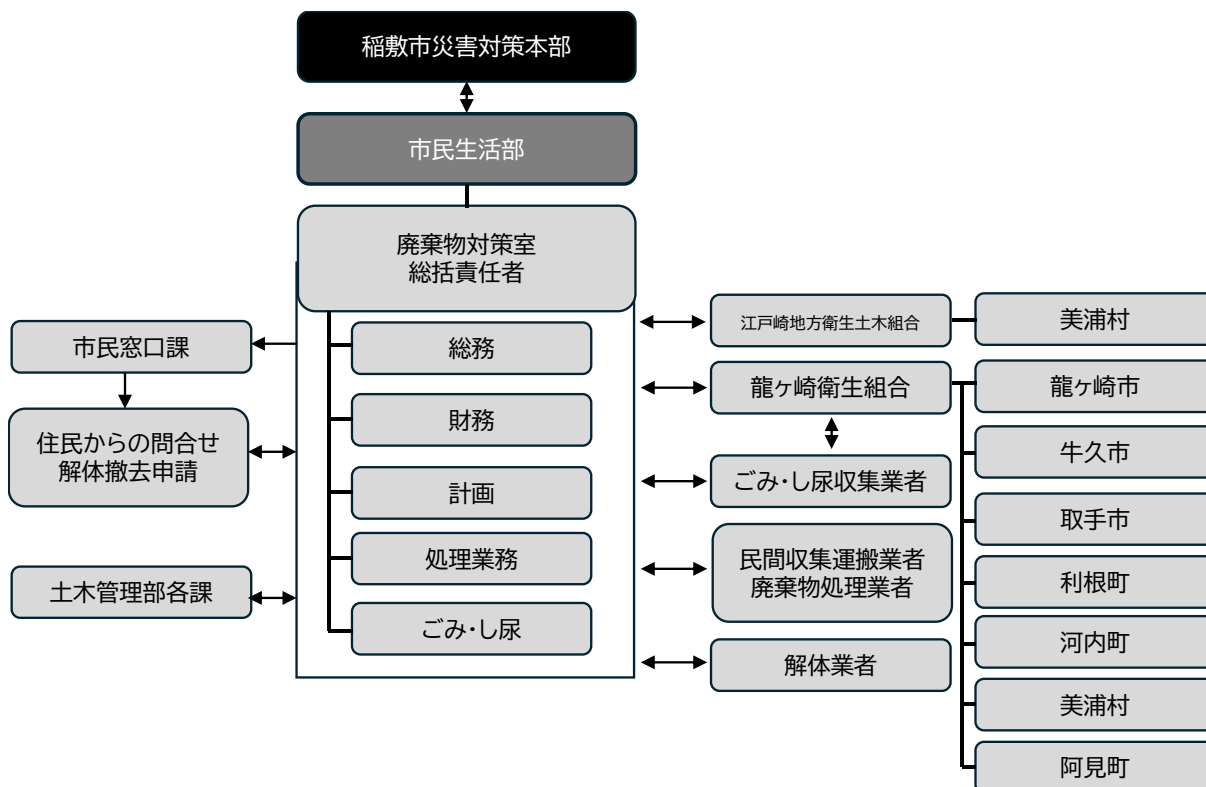 稲敷市災害対策本部
市民生活部
廃棄物対策室
総括責任者
総務
財務
計画
処理業務
ごみ・し尿
市民窓口課
住民からの問合せ
解体撤去申請
土木管理部各課
江戸崎地方衛生土木組合
美浦村
龍ヶ崎衛生組合
龍ヶ崎市
牛久市
ごみ・し尿収集業者
取手市
民間収集運搬業者
廃棄物処理業者
利根町
河内町
解体業者
美浦村
阿見町